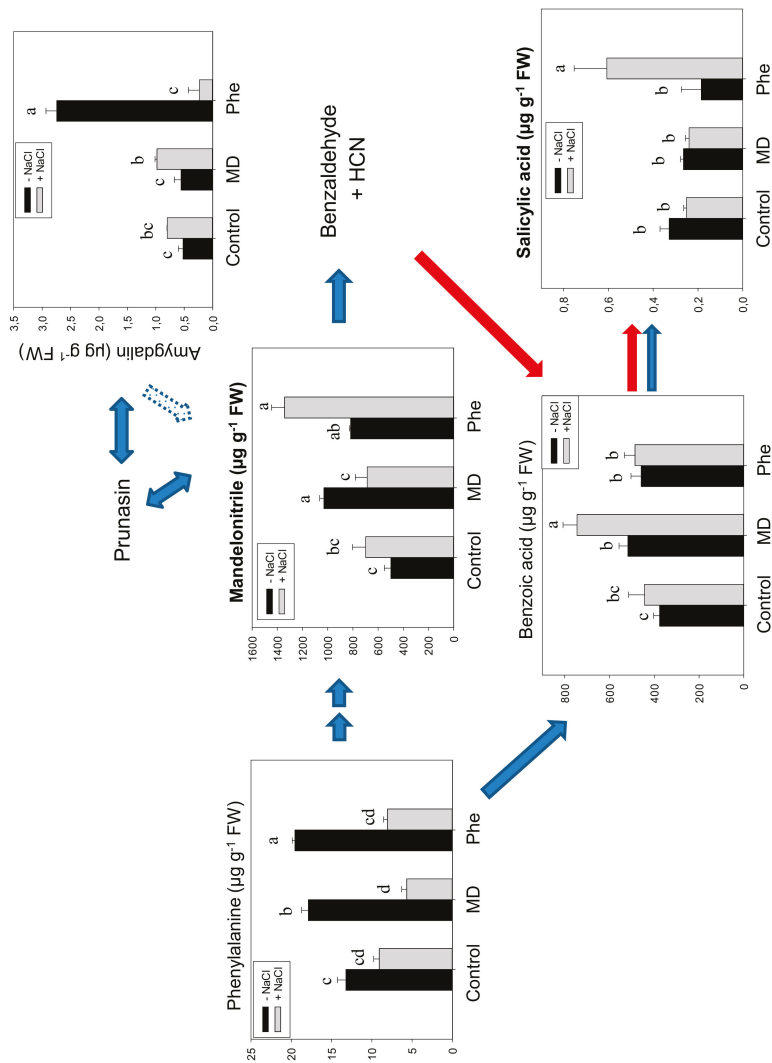 Prunasin
Amygdalin (µg g⁻¹ FW)
3,5
3,0
2,5
2,0
1,5
1,0
0,5
0,0
- NaCl
+ NaCl
c
bc
c
b
a
c
Control
MD
Phe
Phenylalanine (µg g⁻¹ FW)
25
20
15
10
5
0
- NaCl
+ NaCl
c
cd
b
d
a
cd
Control
MD
Phe
Mandelonitrile (µg g⁻¹ FW)
1600
1400
1200
1000
800
600
400
200
0
- NaCl
+ NaCl
c
bc
a
c
ab
a
Control
MD
Phe
Benzaldehyde
+ HCN
Benzoic acid (µg g⁻¹ FW)
800
600
400
200
0
- NaCl
+NaCl
c
bc
b
a
b
b
Control
MD
Phe
Salicylic acid (µg g⁻¹ FW)
0,8
0,6
0,4
0,2
0,0
- NaCl
+ NaCl
b
b
b
b
b
a
Control
MD
Phe